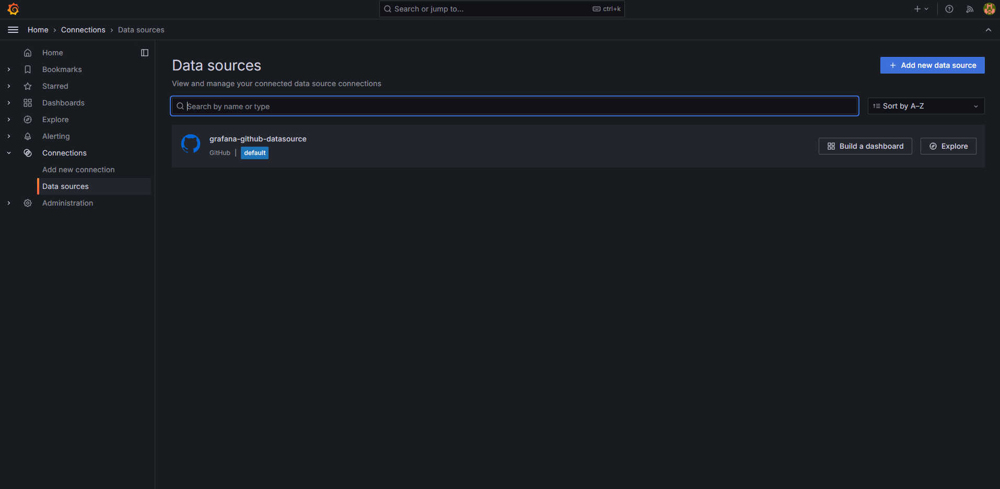 Search or jump to...
ctrl+k
Home › Connections › Data sources
Home
Bookmarks
Starred
Dashboards
Explore
Alerting
Connections
Add new connection
Data sources
Administration
Data sources
Add new data source
View and manage your connected data source connections
Search by name or type
Sort by A–Z
grafana-github-datasource
GitHub | default
Build a dashboard
Explore